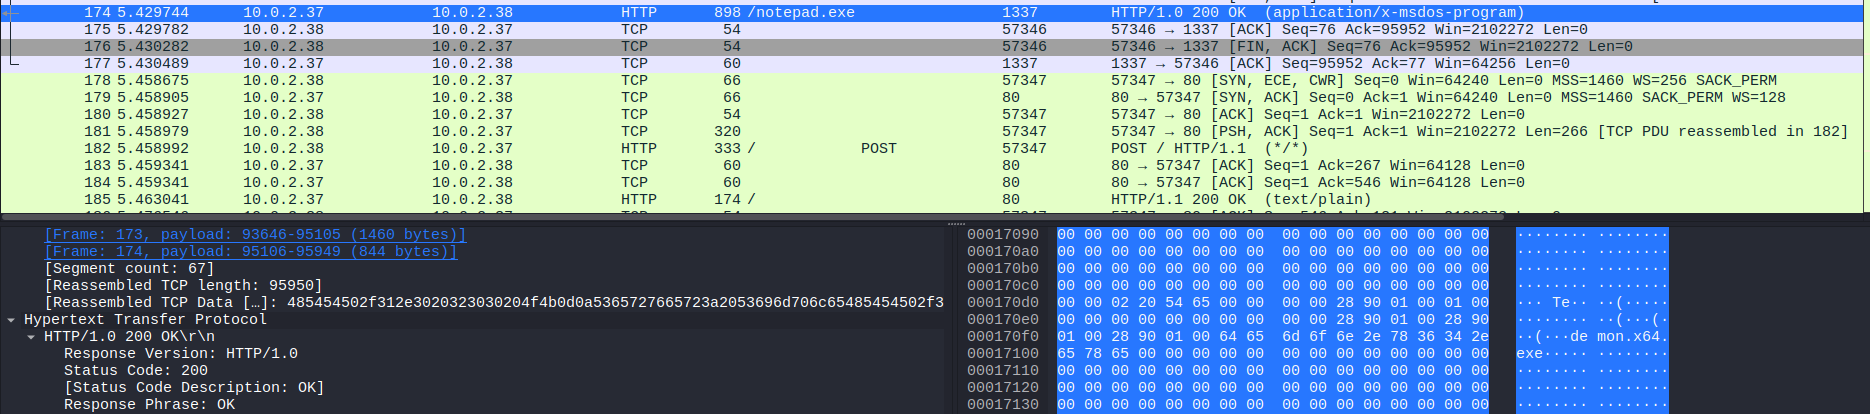 174 5.429744 10.0.2.37 10.0.2.38 HTTP 898 /notepad.exe 1337 HTTP/1.0 200 OK (application/x-msdos-program)
175 5.429782 10.0.2.38 10.0.2.37 TCP 54 57346 57346 → 1337 [ACK] Seq=76 Ack=95952 Win=2102272 Len=0
176 5.430282 10.0.2.38 10.0.2.37 TCP 54 57346 57346 → 1337 [FIN, ACK] Seq=76 Ack=95952 Win=2102272 Len=0
177 5.430489 10.0.2.37 10.0.2.38 TCP 60 1337 1337 → 57346 [ACK] Seq=95952 Ack=77 Win=64256 Len=0
178 5.458675 10.0.2.38 10.0.2.37 TCP 66 57347 57347 → 80 [SYN, ECE, CWR] Seq=0 Win=64240 Len=0 MSS=1460 WS=256 SACK_PERM
179 5.458905 10.0.2.37 10.0.2.38 TCP 66 80 80 → 57347 [SYN, ACK] Seq=0 Ack=1 Win=64240 Len=0 MSS=1460 SACK_PERM WS=128
180 5.458927 10.0.2.38 10.0.2.37 TCP 54 57347 57347 → 80 [ACK] Seq=1 Ack=1 Win=2102272 Len=0
181 5.458979 10.0.2.38 10.0.2.37 TCP 320 57347 57347 → 80 [PSH, ACK] Seq=1 Ack=1 Win=2102272 Len=266 [TCP PDU reassembled in 182]
182 5.458992 10.0.2.38 10.0.2.37 HTTP 333 / POST 57347 POST / HTTP/1.1 (*/*)
183 5.459341 10.0.2.37 10.0.2.38 TCP 60 80 80 → 57347 [ACK] Seq=1 Ack=267 Win=64128 Len=0
184 5.459341 10.0.2.37 10.0.2.38 TCP 60 80 80 → 57347 [ACK] Seq=1 Ack=546 Win=64128 Len=0
185 5.463041 10.0.2.37 10.0.2.38 HTTP 174 / 80 HTTP/1.1 200 OK (text/plain)
[Frame: 173, payload: 93646-95105 (1460 bytes)]
[Frame: 174, payload: 95106-95949 (844 bytes)]
[Segment count: 67]
[Reassembled TCP length: 95950]
[Reassembled TCP Data […]: 485454502f312e3020323030204f4b0d0a5365727665723a2053696d706c65485454502f3
Hypertext Transfer Protocol
HTTP/1.0 200 OK\r\n
Response Version: HTTP/1.0
Status Code: 200
[Status Code Description: OK]
Response Phrase: OK
00017090 00 00 00 00 00 00 00 00 00 00 00 00 00 00 00 00 ········ ········
000170a0 00 00 00 00 00 00 00 00 00 00 00 00 00 00 00 00 ········ ········
000170b0 00 00 00 00 00 00 00 00 00 00 00 00 00 00 00 00 ········ ········
000170c0 00 00 00 00 00 00 00 00 00 00 00 00 00 00 00 00 ········ ········
000170d0 00 00 02 20 54 65 00 00 00 00 28 90 01 00 01 00 ··· Te·· ··(·····
000170e0 00 00 00 00 00 00 00 00 00 00 28 90 01 00 28 90 ········ ··(···(·
000170f0 01 00 28 90 01 00 64 65 6d 6f 6e 2e 78 36 34 2e ··(···de mon.x64.
00017100 65 78 65 00 00 00 00 00 00 00 00 00 00 00 00 00 exe····· ········
00017110 00 00 00 00 00 00 00 00 00 00 00 00 00 00 00 00 ········ ········
00017120 00 00 00 00 00 00 00 00 00 00 00 00 00 00 00 00 ········ ········
00017130 00 00 00 00 00 00 00 00 00 00 00 00 00 00 00 00 ········ ········